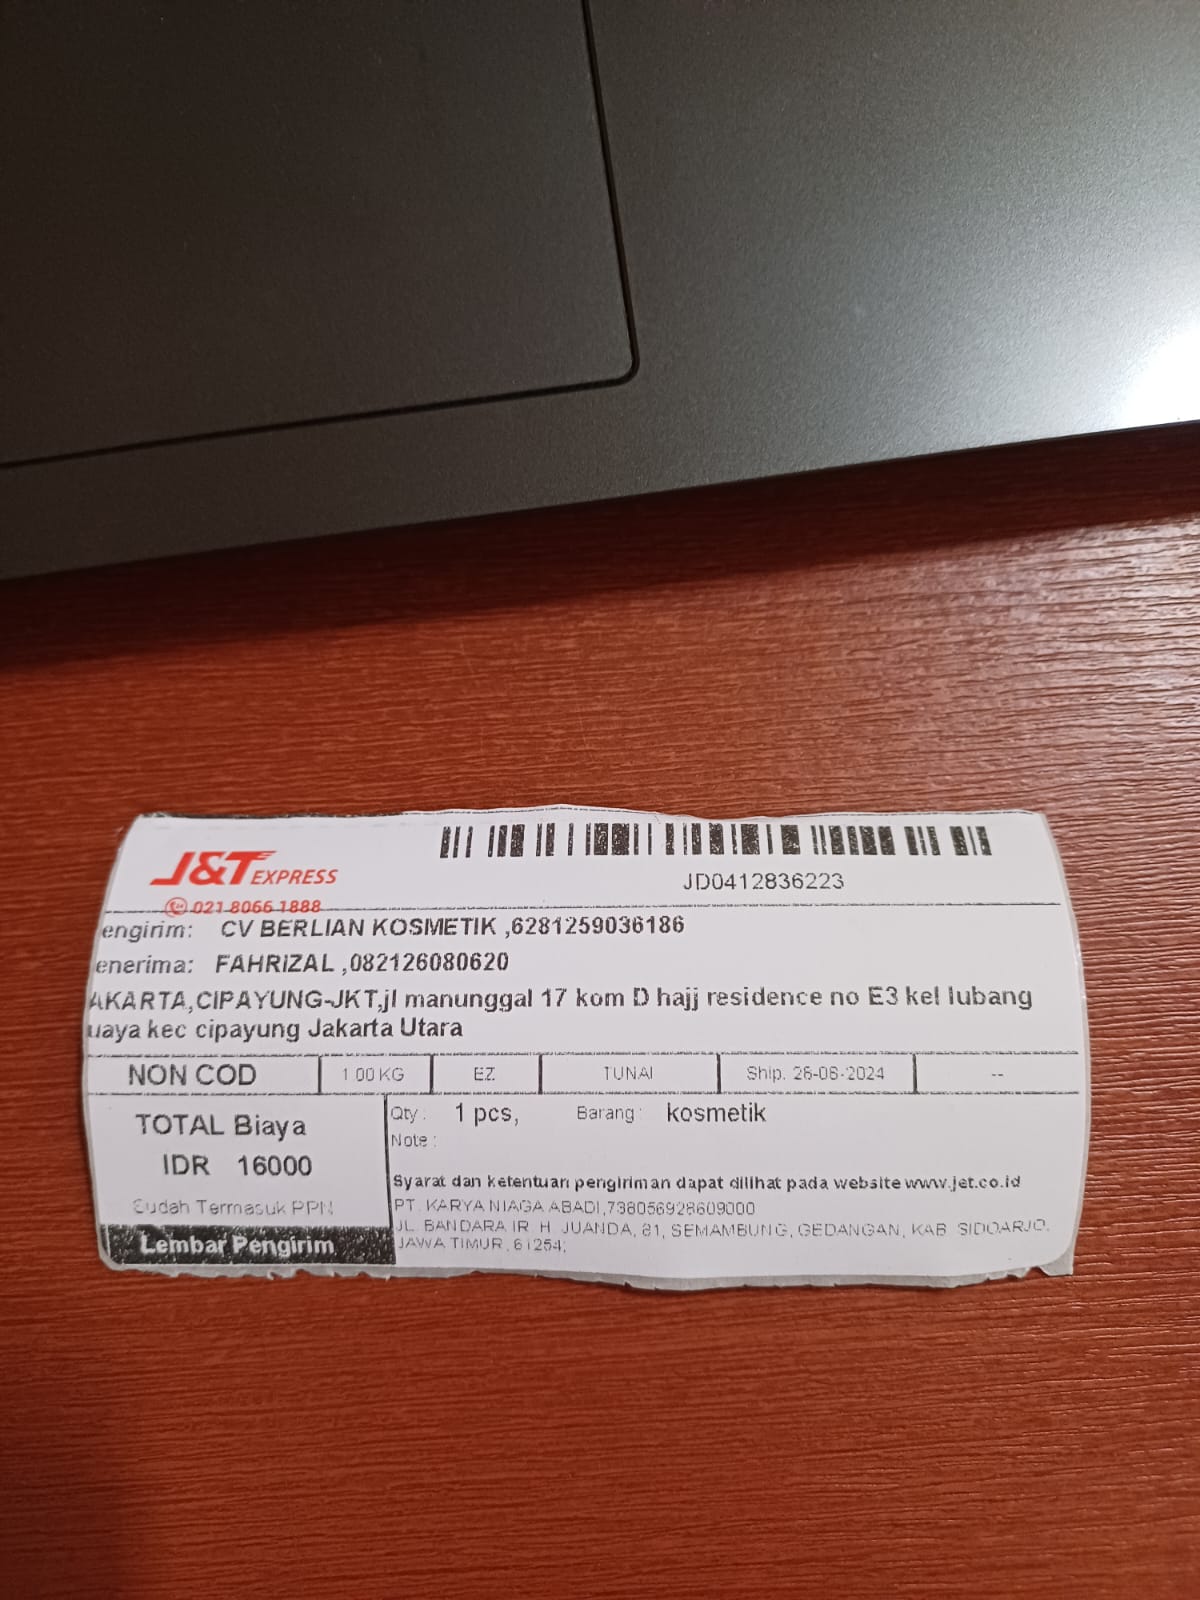 J&T EXPRESS
021 8066 1888
JD0412836223
engirim: CV BERLIAN KOSMETIK ,6281259036186
enerima: FAHRIZAL ,082126080620
AKARTA,CIPAYUNG-JKT,jl manunggal 17 kom D hajj residence no E3 kel lubang
uaya kec cipayung Jakarta Utara
NON COD 1.00 KG EZ TUNAI Ship. 26-06-2024 --
TOTAL Biaya
IDR 16000
Sudah Termasuk PPN
Lembar Pengirim
Qty : 1 pcs, Barang : kosmetik
Note :
Syarat dan ketentuan pengiriman dapat dilihat pada website www.jet.co.id
PT. KARYA NIAGA ABADI,738056928609000
JL. BANDARA IR. H. JUANDA, 81, SEMAMBUNG, GEDANGAN, KAB. SIDOARJO,
JAWA TIMUR, 61254;